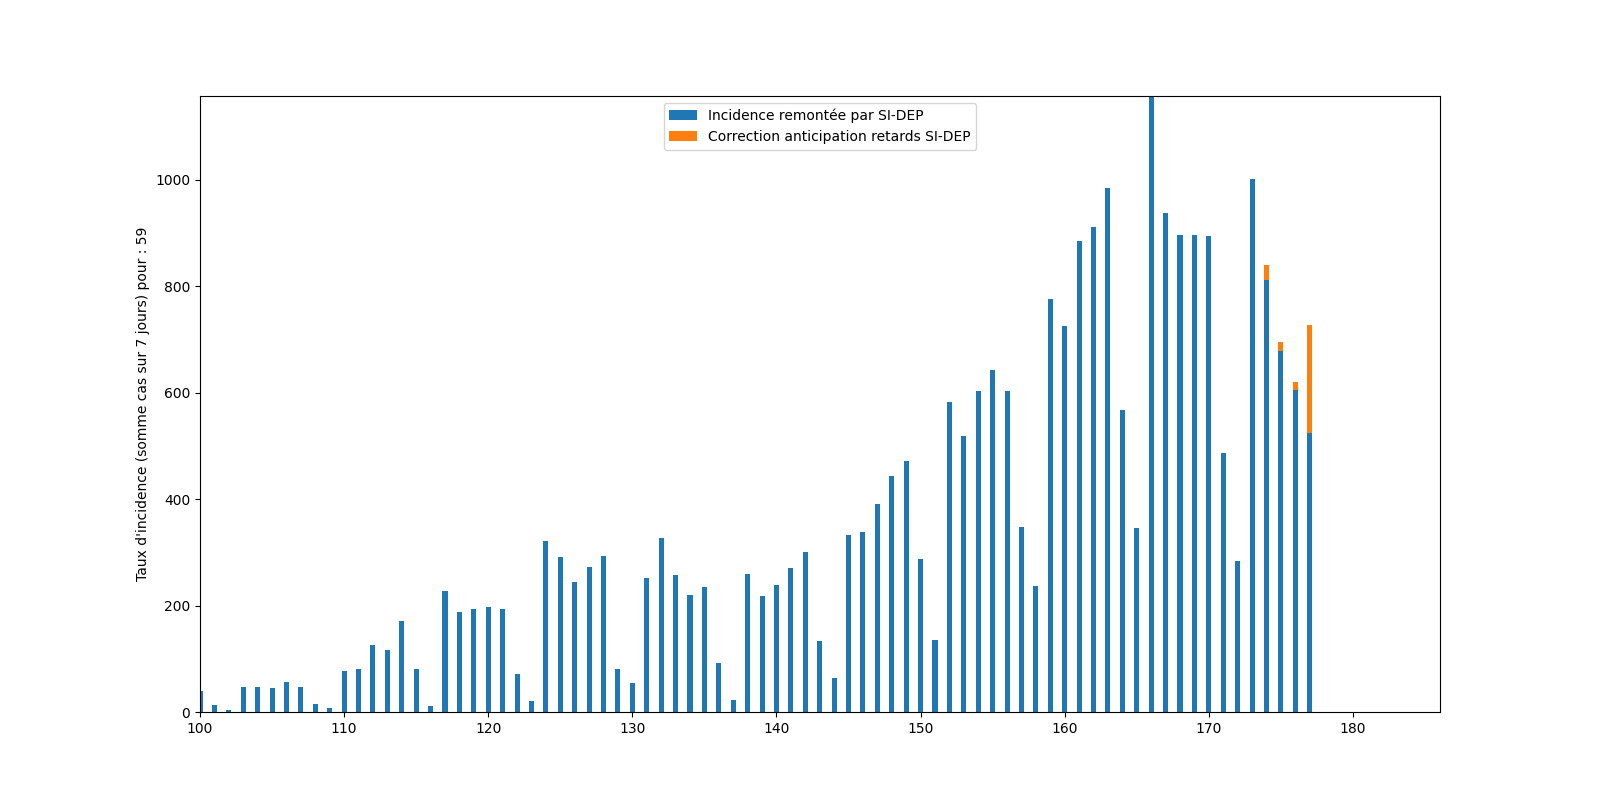 Incidence remontée par SI-DEP
Correction anticipation retards SI-DEP
Taux d'incidence (somme cas sur 7 jours) pour : 59
1000
800
600
400
200
0
100 110 120 130 140 150 160 170 180